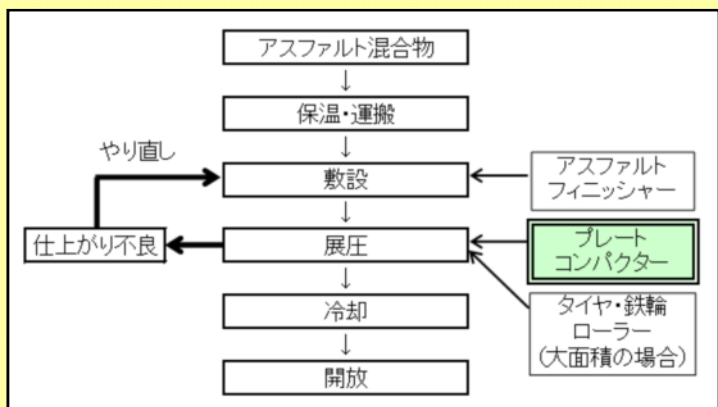 アスファルト混合物
↓
保温・運搬
↓
やり直し
敷設
アスファルト
フィニッシャー
↓
仕上がり不良
展圧
プレート
コンパクター
↓
冷却
タイヤ・鉄輪
ローラー
(大面積の場合)
↓
開放